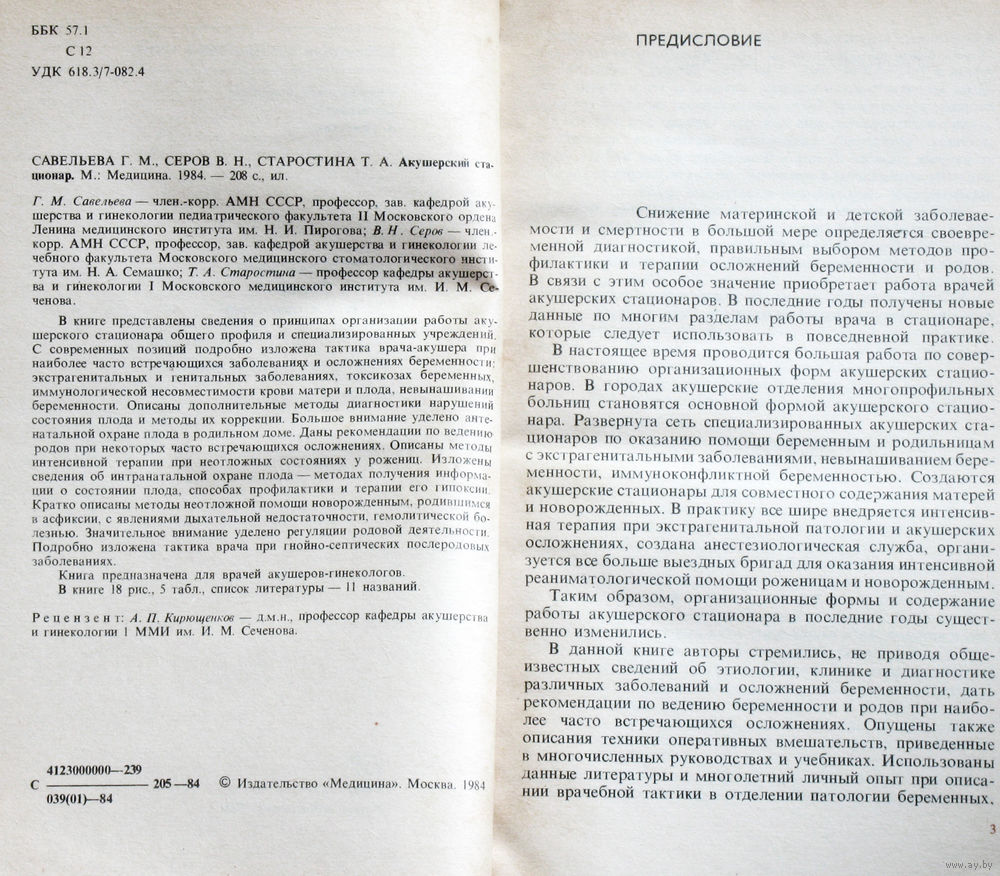 ББК 57.1
С 12
УДК 618.3/7-082.4
САВЕЛЬЕВА Г. М., СЕРОВ В. Н., СТАРОСТИНА Т. А. Акушерский ста-
ционар. М.: Медицина. 1984. — 208 с., ил.
Г. М. Савельева — член.-корр. АМН СССР, профессор, зав. кафедрой аку-
шерства и гинекологии педиатрического факультета II Московского ордена
Ленина медицинского института им. Н. И. Пирогова; В. Н. Серов — член.-
корр. АМН СССР, профессор, зав. кафедрой акушерства и гинекологии ле-
чебного факультета Московского медицинского стоматологического инсти-
тута им. Н. А. Семашко; Т. А. Старостина — профессор кафедры акушерст-
ва и гинекологии I Московского медицинского института им. И. М. Се-
ченова.
В книге представлены сведения о принципах организации работы аку-
шерского стационара общего профиля и специализированных учреждений.
С современных позиций подробно изложена тактика врача-акушера при
наиболее часто встречающихся заболеваниях и осложнениях беременности:
экстрагенитальных и генитальных заболеваниях, токсикозах беременных,
иммунологической несовместимости крови матери и плода, невынашивании
беременности. Описаны дополнительные методы диагностики нарушений
состояния плода и методы их коррекции. Большое внимание уделено анте-
натальной охране плода в родильном доме. Даны рекомендации по ведению
родов при некоторых часто встречающихся осложнениях. Описаны методы
интенсивной терапии при неотложных состояниях у рожениц. Изложены
сведения об интранатальной охране плода — методах получения информа-
ции о состоянии плода, способах профилактики и терапии его гипоксии.
Кратко описаны методы неотложной помощи новорожденным, родившимся
в асфиксии, с явлениями дыхательной недостаточности, гемолитической бо-
лезнью. Значительное внимание уделено регуляции родовой деятельности.
Подробно изложена тактика врача при гнойно-септических послеродовых
заболеваниях.
Книга предназначена для врачей акушеров-гинекологов.
В книге 18 рис., 5 табл., список литературы — 11 названий.
Рецензент: А. П. Кирющенков — д.м.н., профессор кафедры акушерства
и гинекологии I ММИ им. И. М. Сеченова.
4123000000—239
С 205—84 © Издательство «Медицина». Москва. 1984
039(01)—84
ПРЕДИСЛОВИЕ
Снижение материнской и детской заболевае-
мости и смертности в большой мере определяется своевре-
менной диагностикой, правильным выбором методов про-
филактики и терапии осложнений беременности и родов.
В связи с этим особое значение приобретает работа врачей
акушерских стационаров. В последние годы получены новые
данные по многим разделам работы врача в стационаре,
которые следует использовать в повседневной практике.
В настоящее время проводится большая работа по совер-
шенствованию организационных форм акушерских стацио-
наров. В городах акушерские отделения многопрофильных
больниц становятся основной формой акушерского стацио-
нара. Развернута сеть специализированных акушерских ста-
ционаров по оказанию помощи беременным и родильницам
с экстрагенитальными заболеваниями, невынашиванием бере-
менности, иммуноконфликтной беременностью. Создаются
акушерские стационары для совместного содержания матерей
и новорожденных. В практику все шире внедряется интенсив-
ная терапия при экстрагенитальной патологии и акушерских
осложнениях, создана анестезиологическая служба, органи-
зуется все больше выездных бригад для оказания интенсивной
реаниматологической помощи роженицам и новорожденным.
Таким образом, организационные формы и содержание
работы акушерского стационара в последние годы сущест-
венно изменились.
В данной книге авторы стремились, не приводя обще-
известных сведений об этиологии, клинике и диагностике
различных заболеваний и осложнений беременности, дать
рекомендации по ведению беременности и родов при наибо-
лее часто встречающихся осложнениях. Опущены также
описания техники оперативных вмешательств, приведенные
в многочисленных руководствах и учебниках. Использованы
данные литературы и многолетний личный опыт при описа-
нии врачебной тактики в отделении патологии беременных,
3
www.ay.by